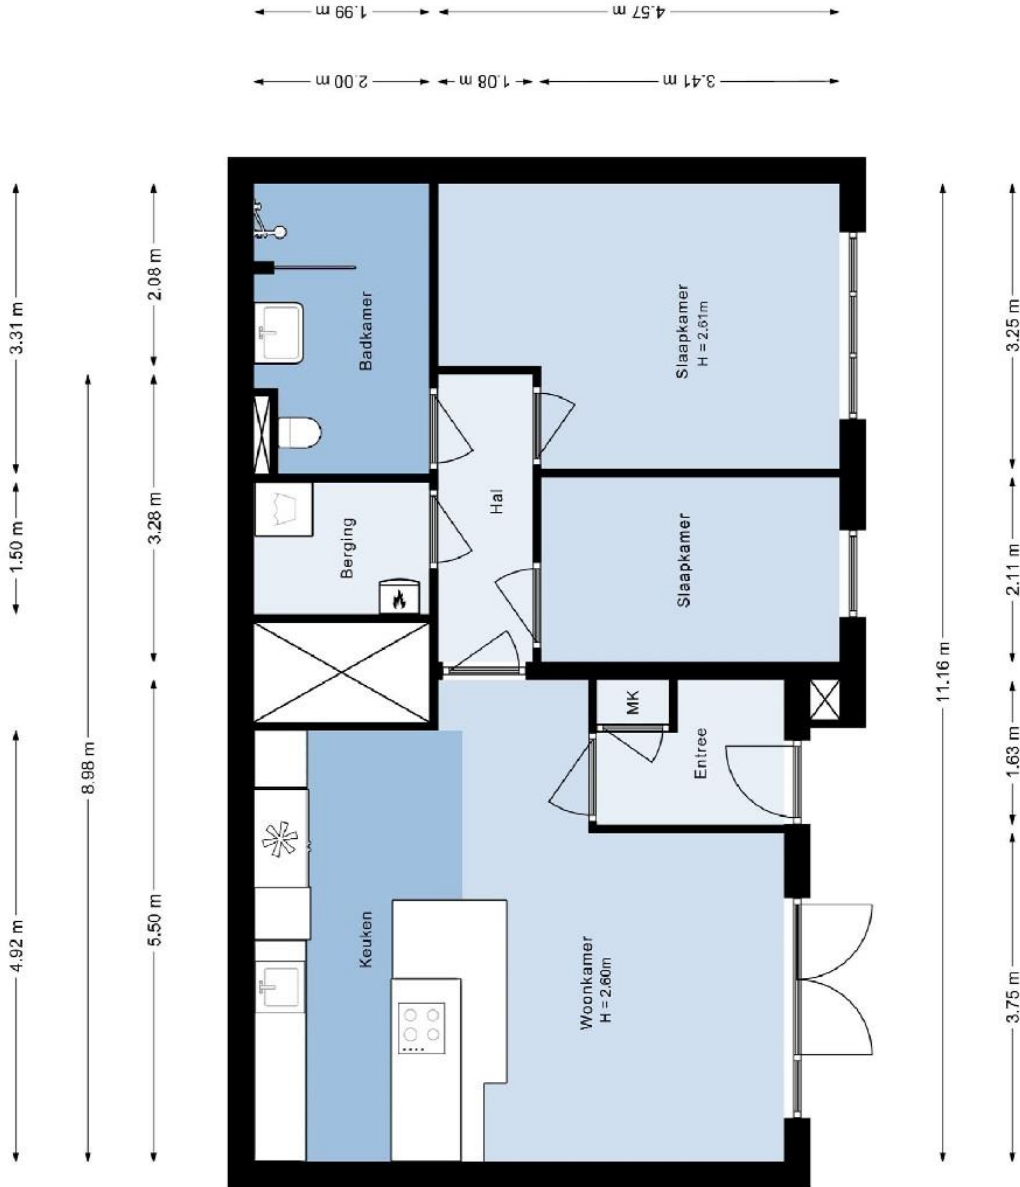 1.99 m
4.57 m
2.00 m
1.08 m
3.41 m
3.31 m
2.08 m
3.25 m
Badkamer
Slaapkamer
H = 2.61m
1.50 m
3.28 m
Berging
Hal
Slaapkamer
2.11 m
11.16 m
8.98 m
MK
Entree
1.63 m
4.92 m
5.50 m
Keuken
Woonkamer
H = 2.60m
3.75 m